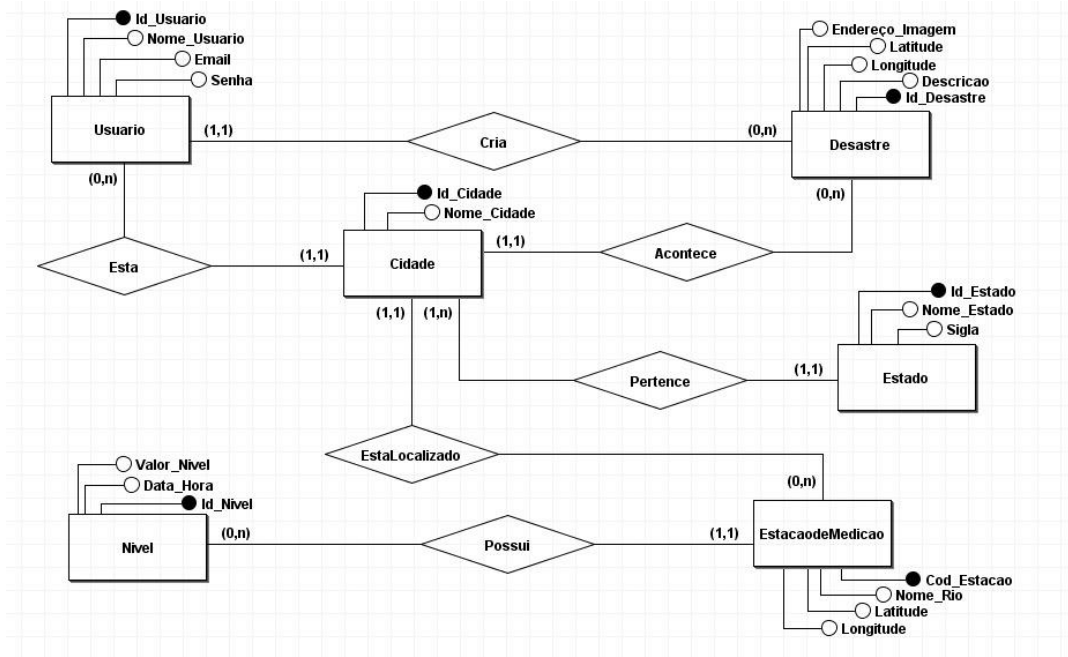 Id_Usuario
Nome_Usuario
Email
Senha
Usuario
(1,1)
Cria
(0,n)
Endereço_Imagem
Latitude
Longitude
Descricao
Id_Desastre
Desastre
(0,n)
(0,n)
Esta
(1,1)
Id_Cidade
Nome_Cidade
Cidade
(1,1)
Acontece
(1,1)
(1,n)
Pertence
(1,1)
Id_Estado
Nome_Estado
Sigla
Estado
EstaLocalizado
(0,n)
Valor_Nivel
Data_Hora
Id_Nivel
Nivel
(0,n)
Possui
(1,1)
EstacaodeMedicao
Cod_Estacao
Nome_Rio
Latitude
Longitude